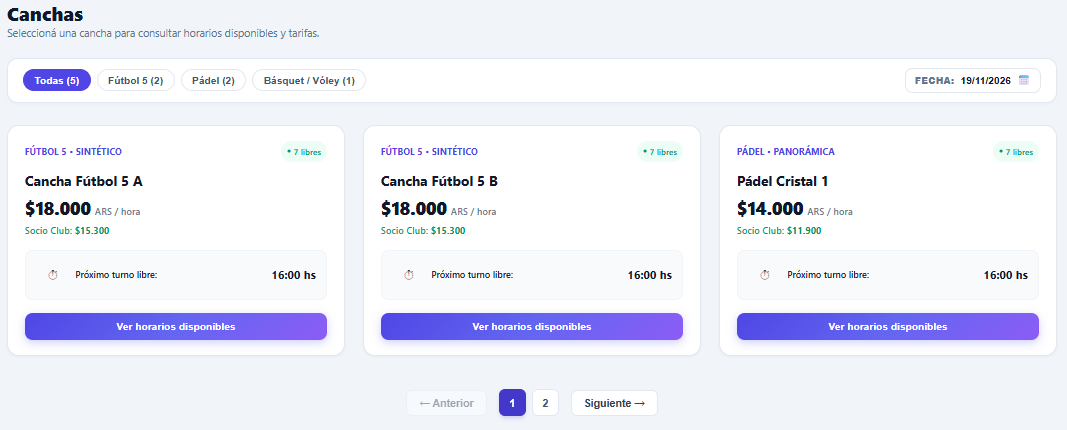 Canchas
Seleccioná una cancha para consultar horarios disponibles y tarifas.
Todas (5) Fútbol 5 (2) Pádel (2) Básquet / Vóley (1) FECHA: 19/11/2026
FÚTBOL 5 • SINTÉTICO • 7 libres
Cancha Fútbol 5 A
$18.000 ARS / hora
Socio Club: $15.300
Próximo turno libre: 16:00 hs
Ver horarios disponibles
FÚTBOL 5 • SINTÉTICO • 7 libres
Cancha Fútbol 5 B
$18.000 ARS / hora
Socio Club: $15.300
Próximo turno libre: 16:00 hs
Ver horarios disponibles
PÁDEL • PANORÁMICA • 7 libres
Pádel Cristal 1
$14.000 ARS / hora
Socio Club: $11.900
Próximo turno libre: 16:00 hs
Ver horarios disponibles
← Anterior 1 2 Siguiente →